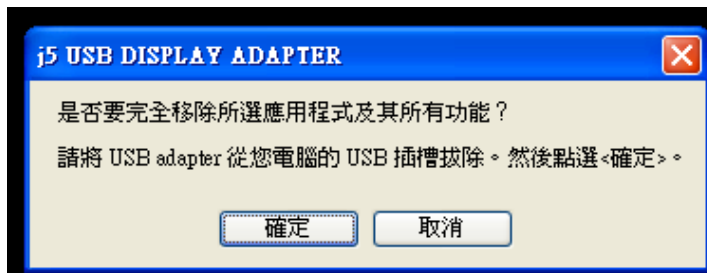 j5 USB DISPLAY ADAPTER
是否要完全移除所選應用程式及其所有功能？
請將 USB adapter 從您電腦的 USB 插槽拔除。然後點選<確定>。
確定
取消